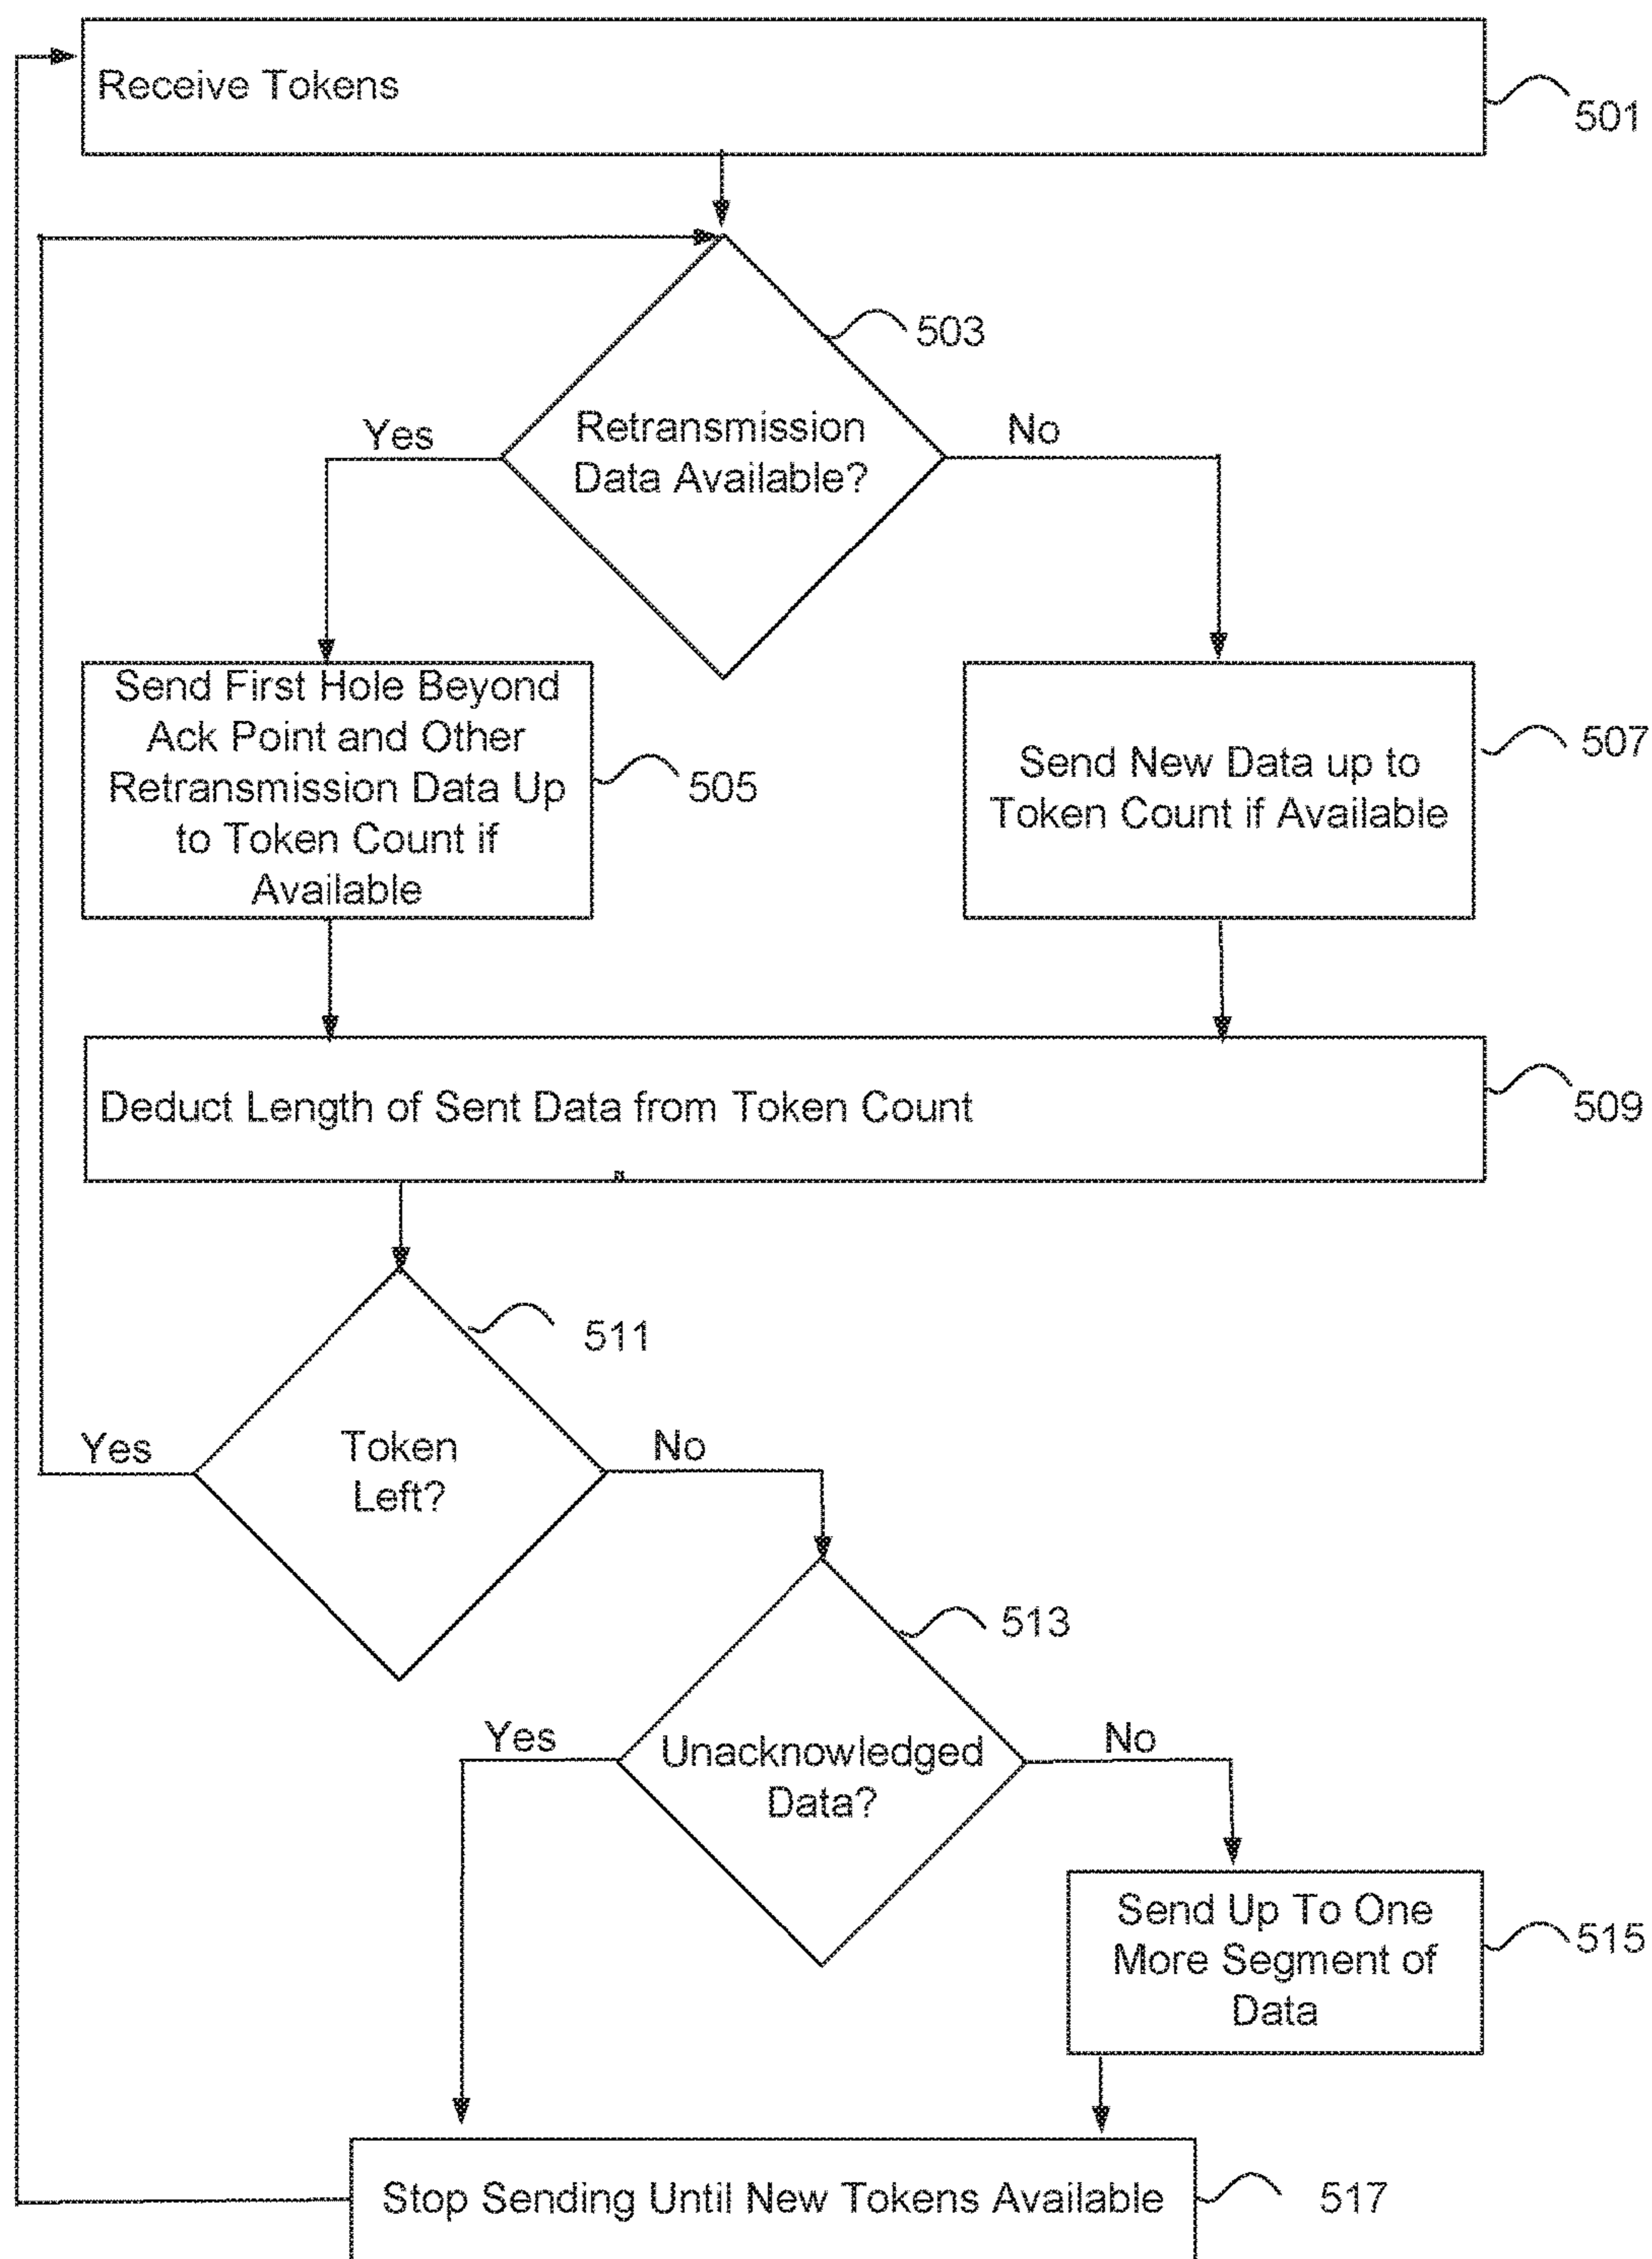 Receive Tokens
501
503
Retransmission
Data Available?
Yes
No
Send First Hole Beyond
Ack Point and Other
Retransmission Data Up
to Token Count if
Available
505
Send New Data up to
Token Count if Available
507
Deduct Length of Sent Data from Token Count
509
511
Token
Left?
Yes
No
513
Unacknowledged
Data?
Yes
No
Send Up To One
More Segment of
Data
515
Stop Sending Until New Tokens Available
517